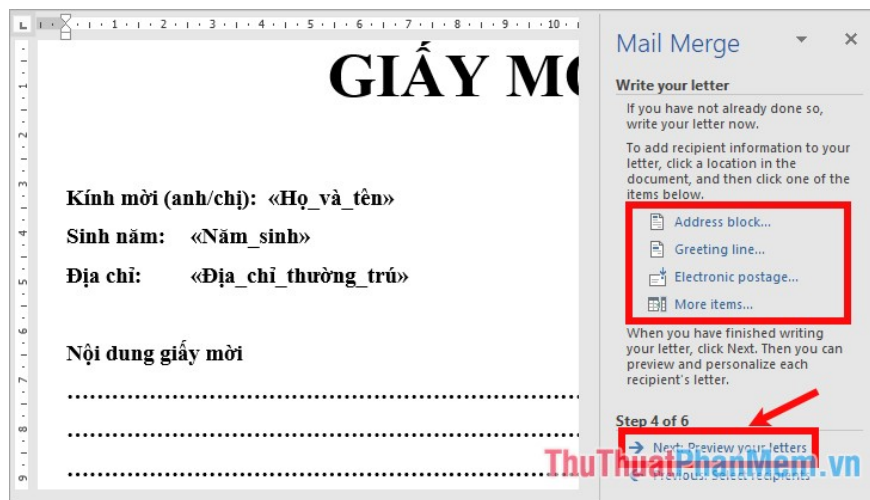 GIẤY M
Kính mời (anh/chị): «Họ_và_tên»
Sinh năm: «Năm_sinh»
Địa chỉ: «Địa_chỉ_thường_trú»
Nội dung giấy mời
Mail Merge
Write your letter
If you have not already done so,
write your letter now.
To add recipient information to your
letter, click a location in the
document, and then click one of the
items below.
Address block...
Greeting line...
Electronic postage...
More items...
When you have finished writing
your letter, click Next. Then you can
preview and personalize each
recipient's letter.
Step 4 of 6
Next: Preview your letters
Previous: Select recipients
ThuThuatPhanMem.vn